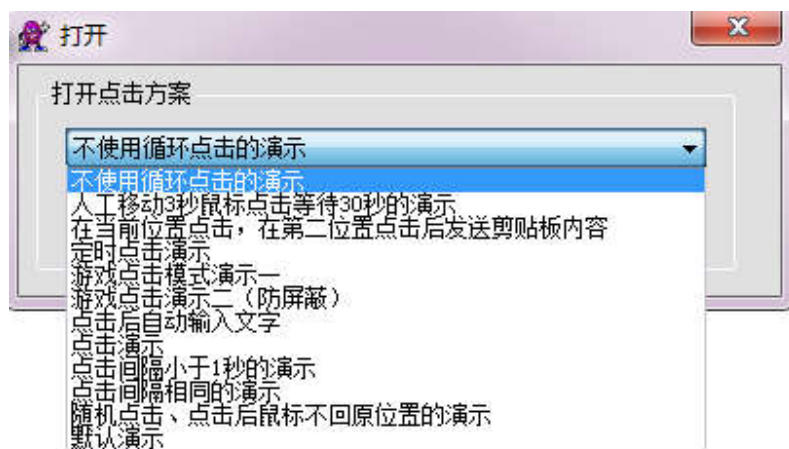 打开
打开点击方案
不使用循环点击的演示
不使用循环点击的演示
人工移动3秒鼠标点击等待30秒的演示
在当前位置点击，在第二位置点击后发送剪贴板内容
定时点击演示
游戏点击模式演示一
游戏点击演示二（防屏蔽）
点击后自动输入文字
点击演示
点击间隔小于1秒的演示
点击间隔相同的演示
随机点击、点击后鼠标不回原位置的演示
默认演示